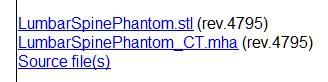 LumbarSpinePhantom.stl (rev.4795)
LumbarSpinePhantom_CT.mha (rev.4795)
Source file(s)